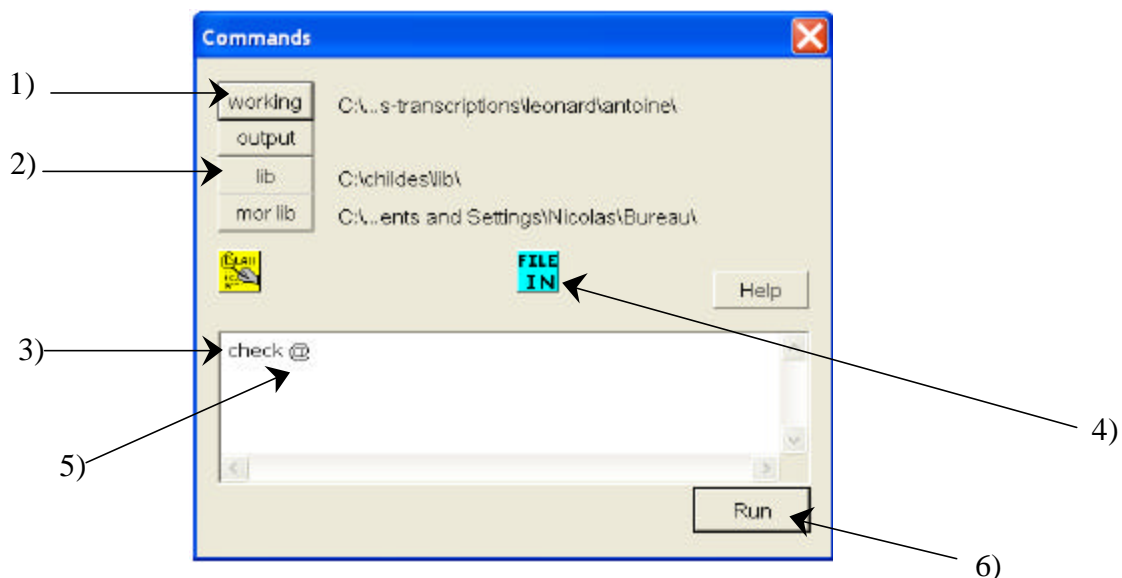 Commands
1)
working C:\...s-transcriptions\leonard\antoine\
output
2)
lib C:\childes\lib\
mor lib C:\...ents and Settings\Nicolas\Bureau\
FILE
IN
Help
3)
check @
4)
5)
Run
6)